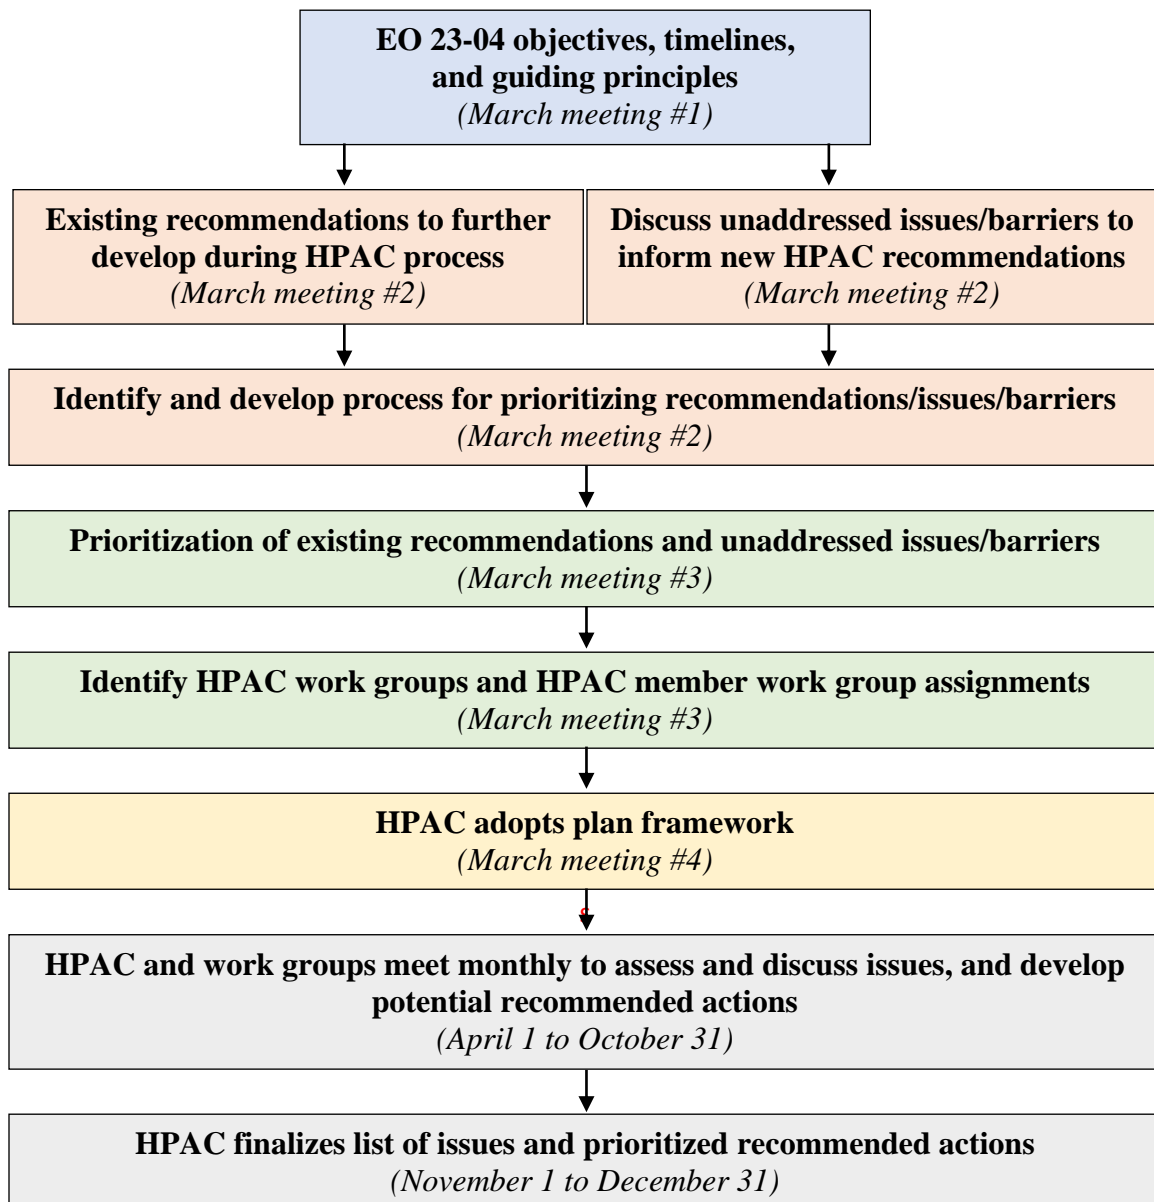 EO 23-04 objectives, timelines,
and guiding principles
(March meeting #1)
Existing recommendations to further
develop during HPAC process
(March meeting #2)
Discuss unaddressed issues/barriers to
inform new HPAC recommendations
(March meeting #2)
Identify and develop process for prioritizing recommendations/issues/barriers
(March meeting #2)
Prioritization of existing recommendations and unaddressed issues/barriers
(March meeting #3)
Identify HPAC work groups and HPAC member work group assignments
(March meeting #3)
HPAC adopts plan framework
(March meeting #4)
HPAC and work groups meet monthly to assess and discuss issues, and develop
potential recommended actions
(April 1 to October 31)
HPAC finalizes list of issues and prioritized recommended actions
(November 1 to December 31)